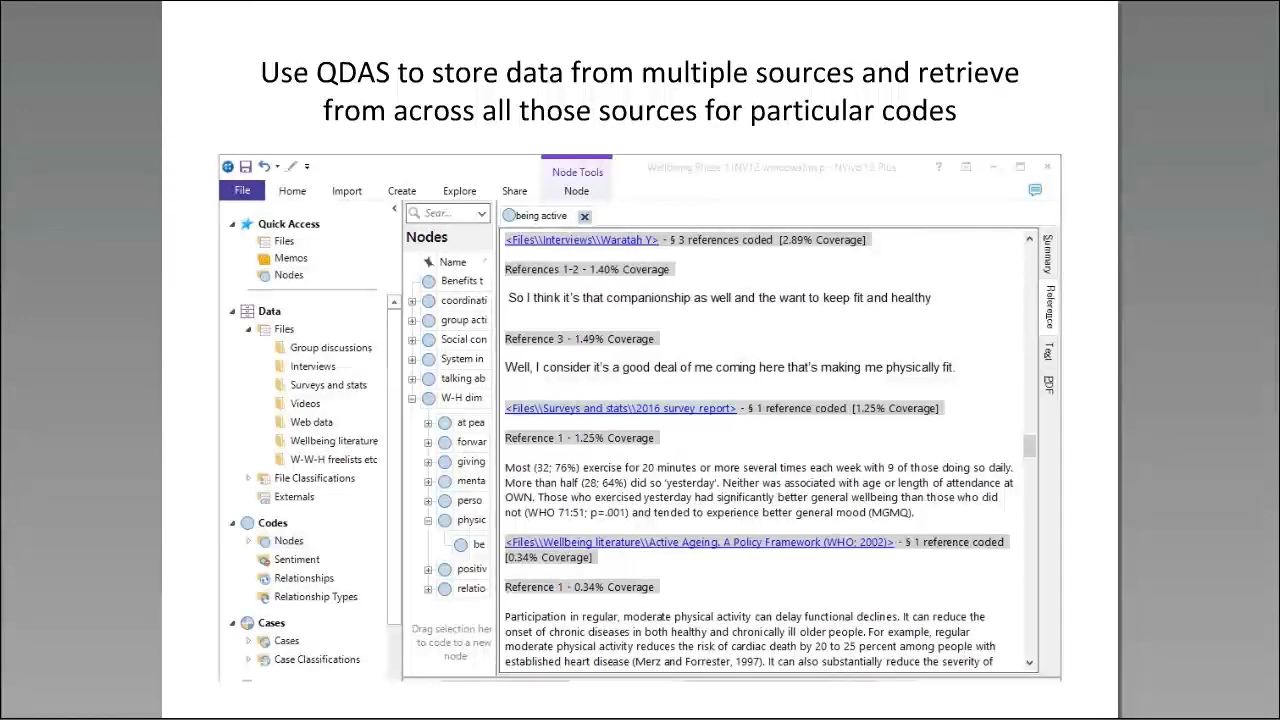 Use QDAS to store data from multiple sources and retrieve
from across all those sources for particular codes
Node Tools
Wellbeing Phase 1 (NV12 windows).nvp - NVivo 12 Plus
?
File
Home
Import
Create
Explore
Share
Node
Quick Access
Files
Memos
Nodes
Data
Files
Group discussions
Interviews
Surveys and stats
Videos
Web data
Wellbeing literature
W-W-H freelists etc
File Classifications
Externals
Codes
Nodes
Sentiment
Relationships
Relationship Types
Cases
Cases
Case Classifications
Sear...
Nodes
Name
Benefits t
coordinati
group acti
Social con
System in
talking ab
W-H dim
at pea
forwar
giving
menta
perso
physic
be
positiv
relatio
Drag selection here
to code to a new
node
being active
<Files\\Interviews\\Waratah Y> - § 3 references coded [2.89% Coverage]
References 1-2 - 1.40% Coverage
So I think it's that companionship as well and the want to keep fit and healthy
Reference 3 - 1.49% Coverage
Well, I consider it's a good deal of me coming here that's making me physically fit.
<Files\\Surveys and stats\\2016 survey report> - § 1 reference coded [1.25% Coverage]
Reference 1 - 1.25% Coverage
Most (32; 76%) exercise for 20 minutes or more several times each week with 9 of those doing so daily.
More than half (28; 64%) did so 'yesterday'. Neither was associated with age or length of attendance at
OWN. Those who exercised yesterday had significantly better general wellbeing than those who did
not (WHO 71:51; p=.001) and tended to experience better general mood (MGMQ).
<Files\\Wellbeing literature\\Active Ageing. A Policy Framework (WHO; 2002)> - § 1 reference coded
[0.34% Coverage]
Reference 1 - 0.34% Coverage
Participation in regular, moderate physical activity can delay functional declines. It can reduce the
onset of chronic diseases in both healthy and chronically ill older people. For example, regular
moderate physical activity reduces the risk of cardiac death by 20 to 25 percent among people with
established heart disease (Merz and Forrester, 1997). It can also substantially reduce the severity of
Summary
Reference
Text
PDF